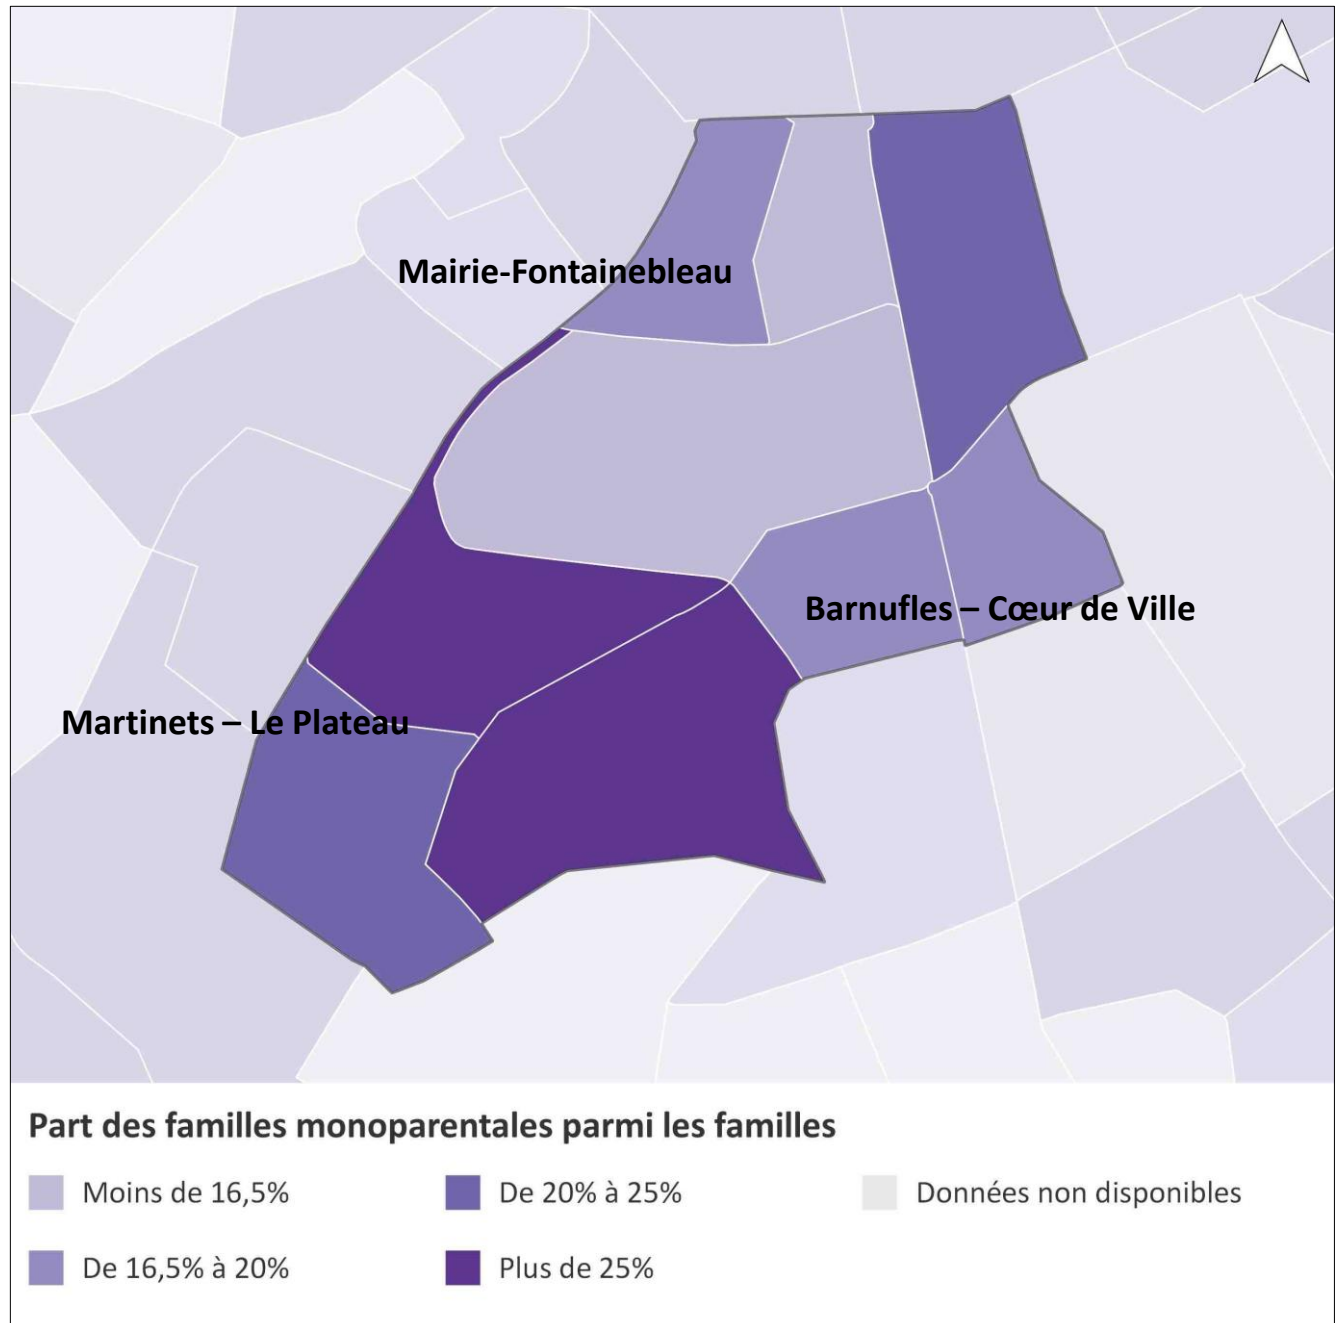 Mairie-Fontainebleau
Barnufles – Cœur de Ville
Martinets – Le Plateau
Part des familles monoparentales parmi les familles
Moins de 16,5%
De 20% à 25%
Données non disponibles
De 16,5% à 20%
Plus de 25%